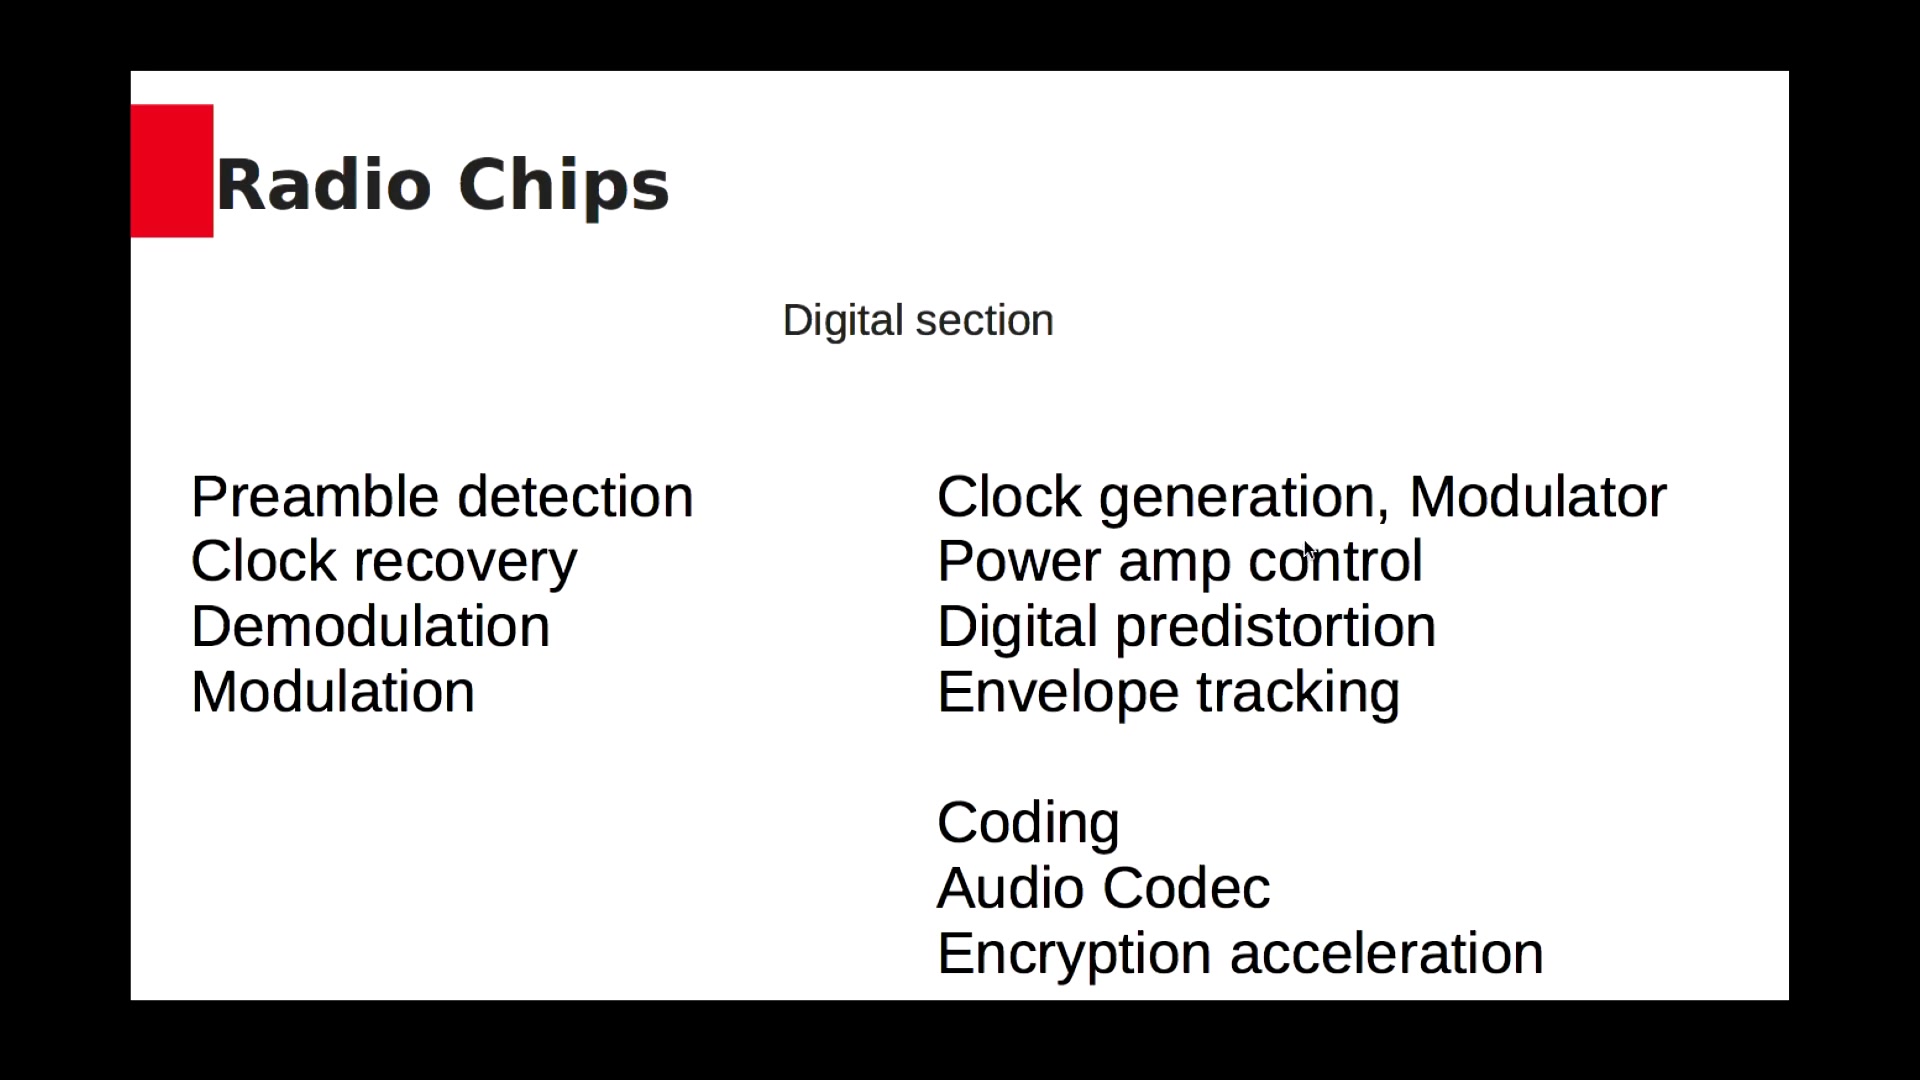 Radio Chips
Digital section
Preamble detection
Clock recovery
Demodulation
Modulation
Clock generation, Modulator
Power amp control
Digital predistortion
Envelope tracking
Coding
Audio Codec
Encryption acceleration